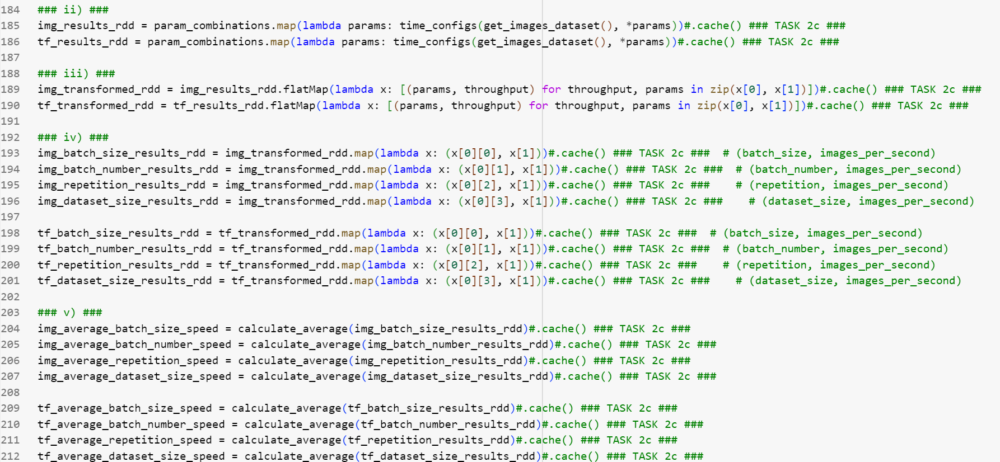 184 ### ii) ###
185 img_results_rdd = param_combinations.map(lambda params: time_configs(get_images_dataset(), *params))#.cache() ### TASK 2c ###
186 tf_results_rdd = param_combinations.map(lambda params: time_configs(get_images_dataset(), *params))#.cache() ### TASK 2c ###
187
188 ### iii) ###
189 img_transformed_rdd = img_results_rdd.flatMap(lambda x: [(params, throughput) for throughput, params in zip(x[0], x[1])])#.cache() ### TASK 2c ###
190 tf_transformed_rdd = tf_results_rdd.flatMap(lambda x: [(params, throughput) for throughput, params in zip(x[0], x[1])])#.cache() ### TASK 2c ###
191
192 ### iv) ###
193 img_batch_size_results_rdd = img_transformed_rdd.map(lambda x: (x[0][0], x[1]))#.cache() ### TASK 2c ###  # (batch_size, images_per_second)
194 img_batch_number_results_rdd = img_transformed_rdd.map(lambda x: (x[0][1], x[1]))#.cache() ### TASK 2c ###  # (batch_number, images_per_second)
195 img_repetition_results_rdd = img_transformed_rdd.map(lambda x: (x[0][2], x[1]))#.cache() ### TASK 2c ###    # (repetition, images_per_second)
196 img_dataset_size_results_rdd = img_transformed_rdd.map(lambda x: (x[0][3], x[1]))#.cache() ### TASK 2c ###    # (dataset_size, images_per_second)
197
198 tf_batch_size_results_rdd = tf_transformed_rdd.map(lambda x: (x[0][0], x[1]))#.cache() ### TASK 2c ###  # (batch_size, images_per_second)
199 tf_batch_number_results_rdd = tf_transformed_rdd.map(lambda x: (x[0][1], x[1]))#.cache() ### TASK 2c ###  # (batch_number, images_per_second)
200 tf_repetition_results_rdd = tf_transformed_rdd.map(lambda x: (x[0][2], x[1]))#.cache() ### TASK 2c ###    # (repetition, images_per_second)
201 tf_dataset_size_results_rdd = tf_transformed_rdd.map(lambda x: (x[0][3], x[1]))#.cache() ### TASK 2c ###    # (dataset_size, images_per_second)
202
203 ### v) ###
204 img_average_batch_size_speed = calculate_average(img_batch_size_results_rdd)#.cache() ### TASK 2c ###
205 img_average_batch_number_speed = calculate_average(img_batch_number_results_rdd)#.cache() ### TASK 2c ###
206 img_average_repetition_speed = calculate_average(img_repetition_results_rdd)#.cache() ### TASK 2c ###
207 img_average_dataset_size_speed = calculate_average(img_dataset_size_results_rdd)#.cache() ### TASK 2c ###
208
209 tf_average_batch_size_speed = calculate_average(tf_batch_size_results_rdd)#.cache() ### TASK 2c ###
210 tf_average_batch_number_speed = calculate_average(tf_batch_number_results_rdd)#.cache() ### TASK 2c ###
211 tf_average_repetition_speed = calculate_average(tf_repetition_results_rdd)#.cache() ### TASK 2c ###
212 tf_average_dataset_size_speed = calculate_average(tf_dataset_size_results_rdd)#.cache() ### TASK 2c ###